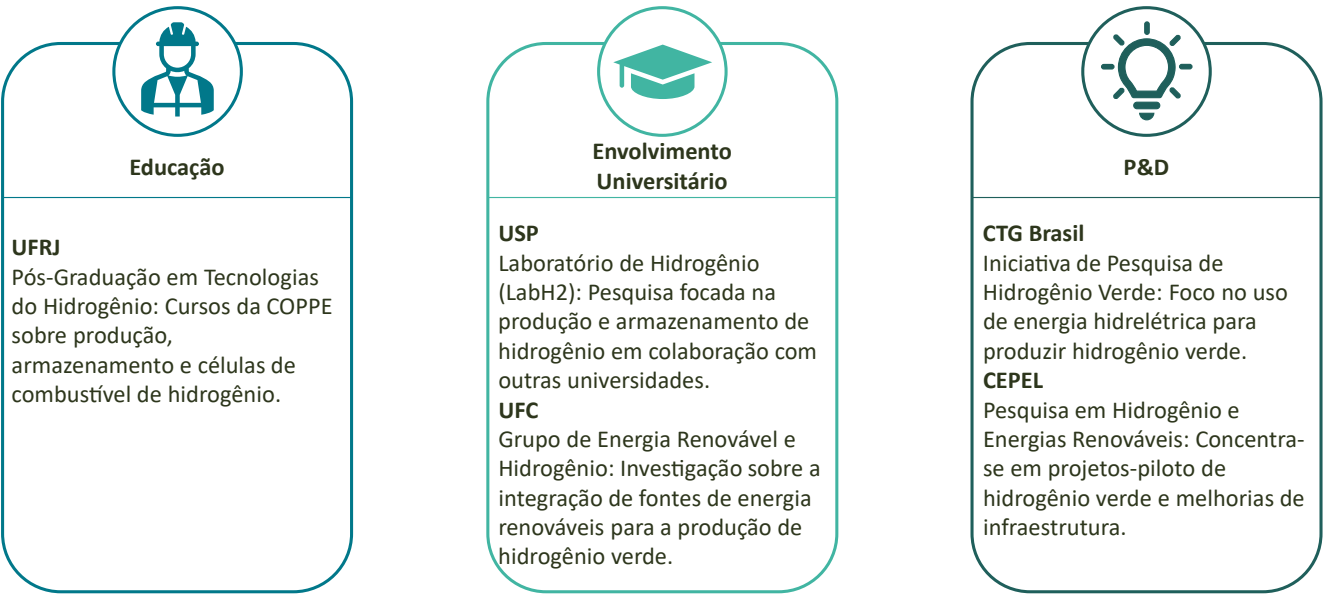 Educação
UFRJ
Pós-Graduação em Tecnologias
do Hidrogênio: Cursos da COPPE
sobre produção,
armazenamento e células de
combustível de hidrogênio.
Envolvimento
Universitário
USP
Laboratório de Hidrogênio
(LabH2): Pesquisa focada na
produção e armazenamento de
hidrogênio em colaboração com
outras universidades.
UFC
Grupo de Energia Renovável e
Hidrogênio: Investigação sobre a
integração de fontes de energia
renováveis para a produção de
hidrogênio verde.
P&D
CTG Brasil
Iniciativa de Pesquisa de
Hidrogênio Verde: Foco no uso
de energia hidrelétrica para
produzir hidrogênio verde.
CEPEL
Pesquisa em Hidrogênio e
Energias Renováveis: Concentra-
se em projetos-piloto de
hidrogênio verde e melhorias de
infraestrutura.